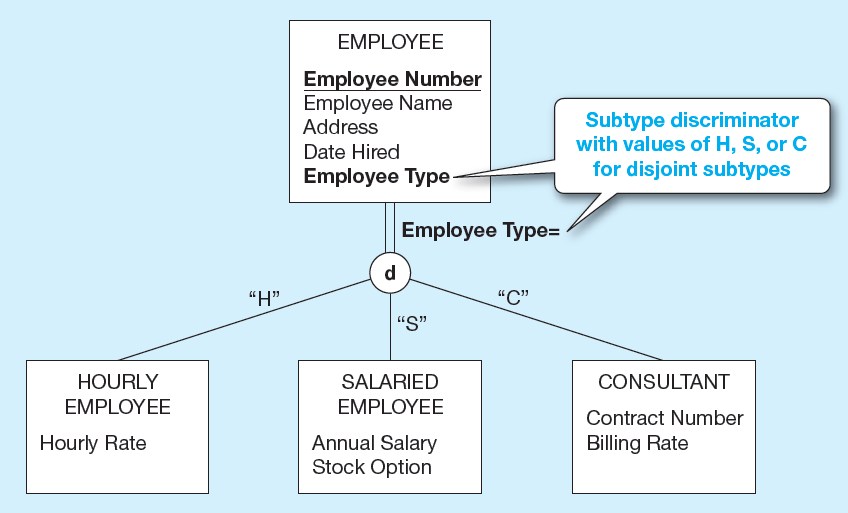 EMPLOYEE
Employee Number
Employee Name
Address
Date Hired
Employee Type
Subtype discriminator
with values of H, S, or C
for disjoint subtypes
Employee Type=
d
“H”
“S”
“C”
HOURLY
EMPLOYEE
Hourly Rate
SALARIED
EMPLOYEE
Annual Salary
Stock Option
CONSULTANT
Contract Number
Billing Rate